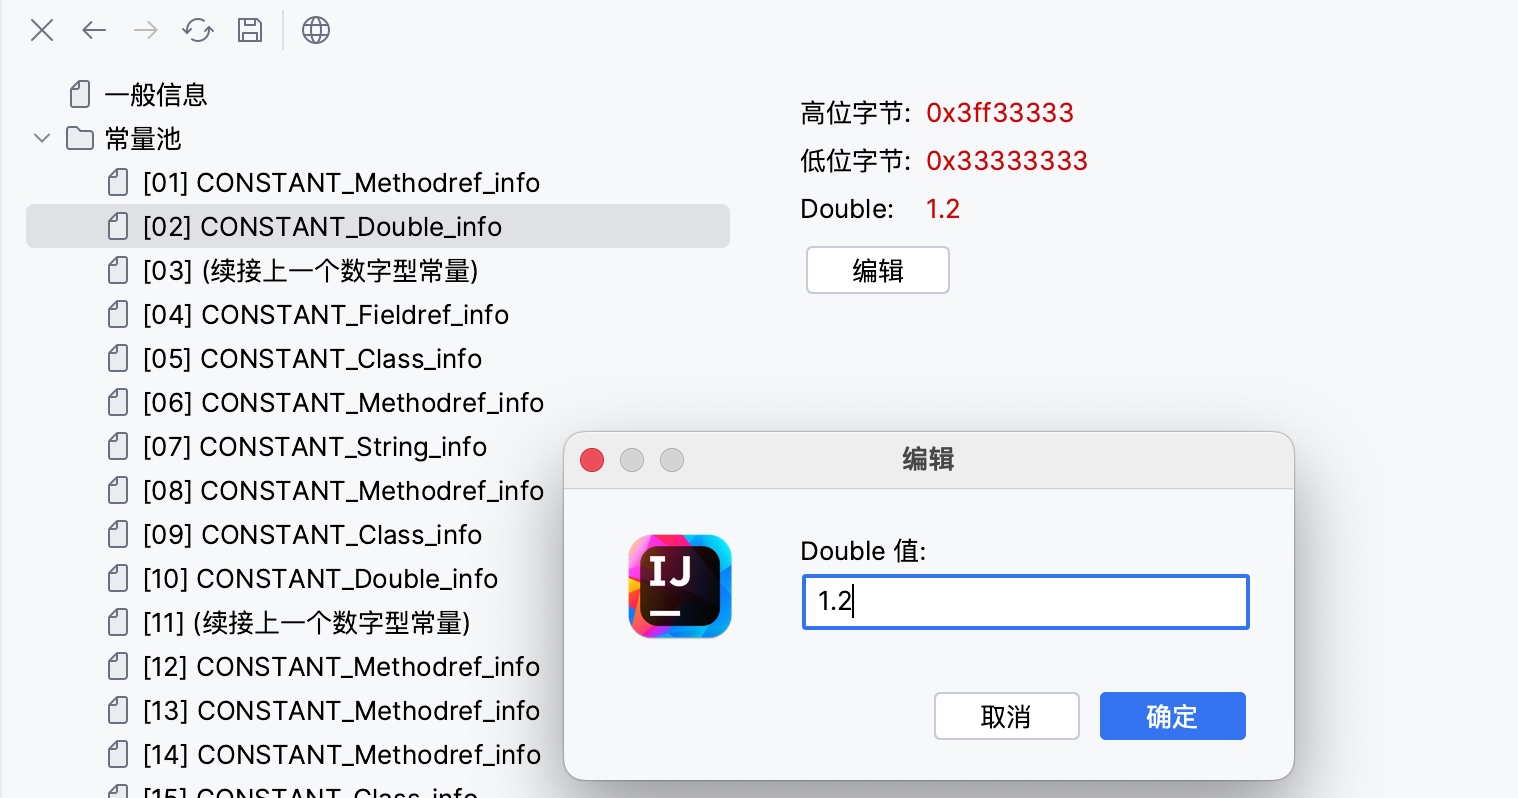 一般信息
常量池
[01] CONSTANT_Methodref_info
[02] CONSTANT_Double_info
[03] (续接上一个数字型常量)
[04] CONSTANT_Fieldref_info
[05] CONSTANT_Class_info
[06] CONSTANT_Methodref_info
[07] CONSTANT_String_info
[08] CONSTANT_Methodref_info
[09] CONSTANT_Class_info
[10] CONSTANT_Double_info
[11] (续接上一个数字型常量)
[12] CONSTANT_Methodref_info
[13] CONSTANT_Methodref_info
[14] CONSTANT_Methodref_info
[15] CONSTANT_Class_info
高位字节: 0x3ff33333
低位字节: 0x33333333
Double: 1.2
编辑
编辑
IJ
Double 值:
1.2
取消 确定